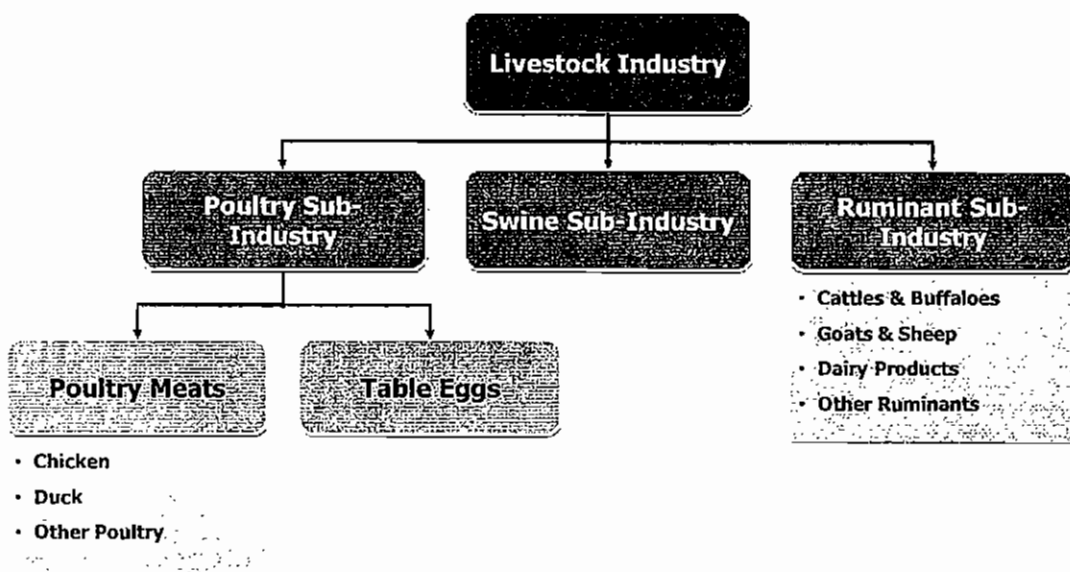 Livestock Industry
Poultry Sub-
Industry
Swine Sub-Industry
Ruminant Sub-
Industry
• Cattles & Buffaloes
• Goats & Sheep
• Dairy Products
• Other Ruminants
Poultry Meats
Table Eggs
• Chicken
• Duck
• Other Poultry